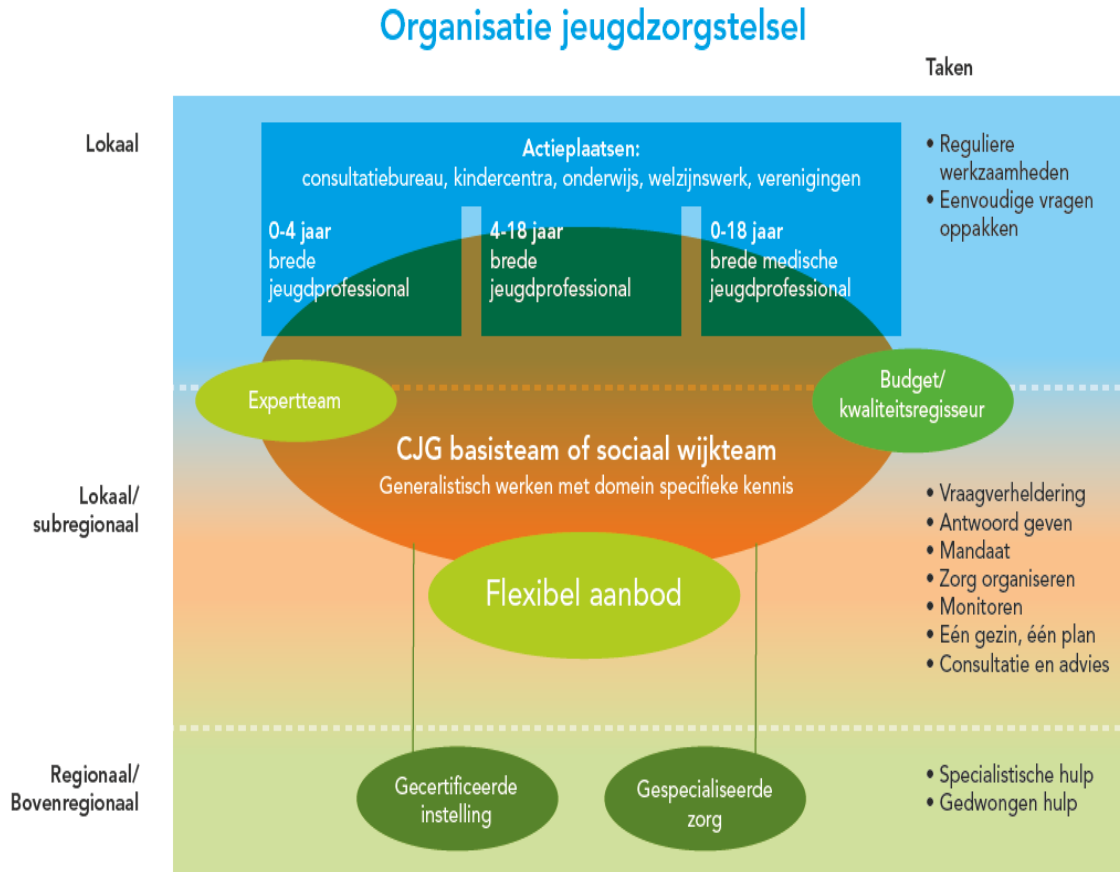 Organisatie jeugdzorgstelsel
Taken
Lokaal
Actieplaatsen:
consultatiebureau, kindercentra, onderwijs, welzijnswerk, verenigingen
0-4 jaar
brede
jeugdprofessional
4-18 jaar
brede
jeugdprofessional
0-18 jaar
brede medische
jeugdprofessional
• Reguliere
werkzaamheden
• Eenvoudige vragen
oppakken
Expertteam
Budget/
kwaliteitsregisseur
CJG basisteam of sociaal wijkteam
Generalistisch werken met domein specifieke kennis
Lokaal/
subregionaal
Flexibel aanbod
• Vraagverheldering
• Antwoord geven
• Mandaat
• Zorg organiseren
• Monitoren
• Eén gezin, één plan
• Consultatie en advies
Regionaal/
Bovenregionaal
Gecertificeerde
instelling
Gespecialiseerde
zorg
• Specialistische hulp
• Gedwongen hulp